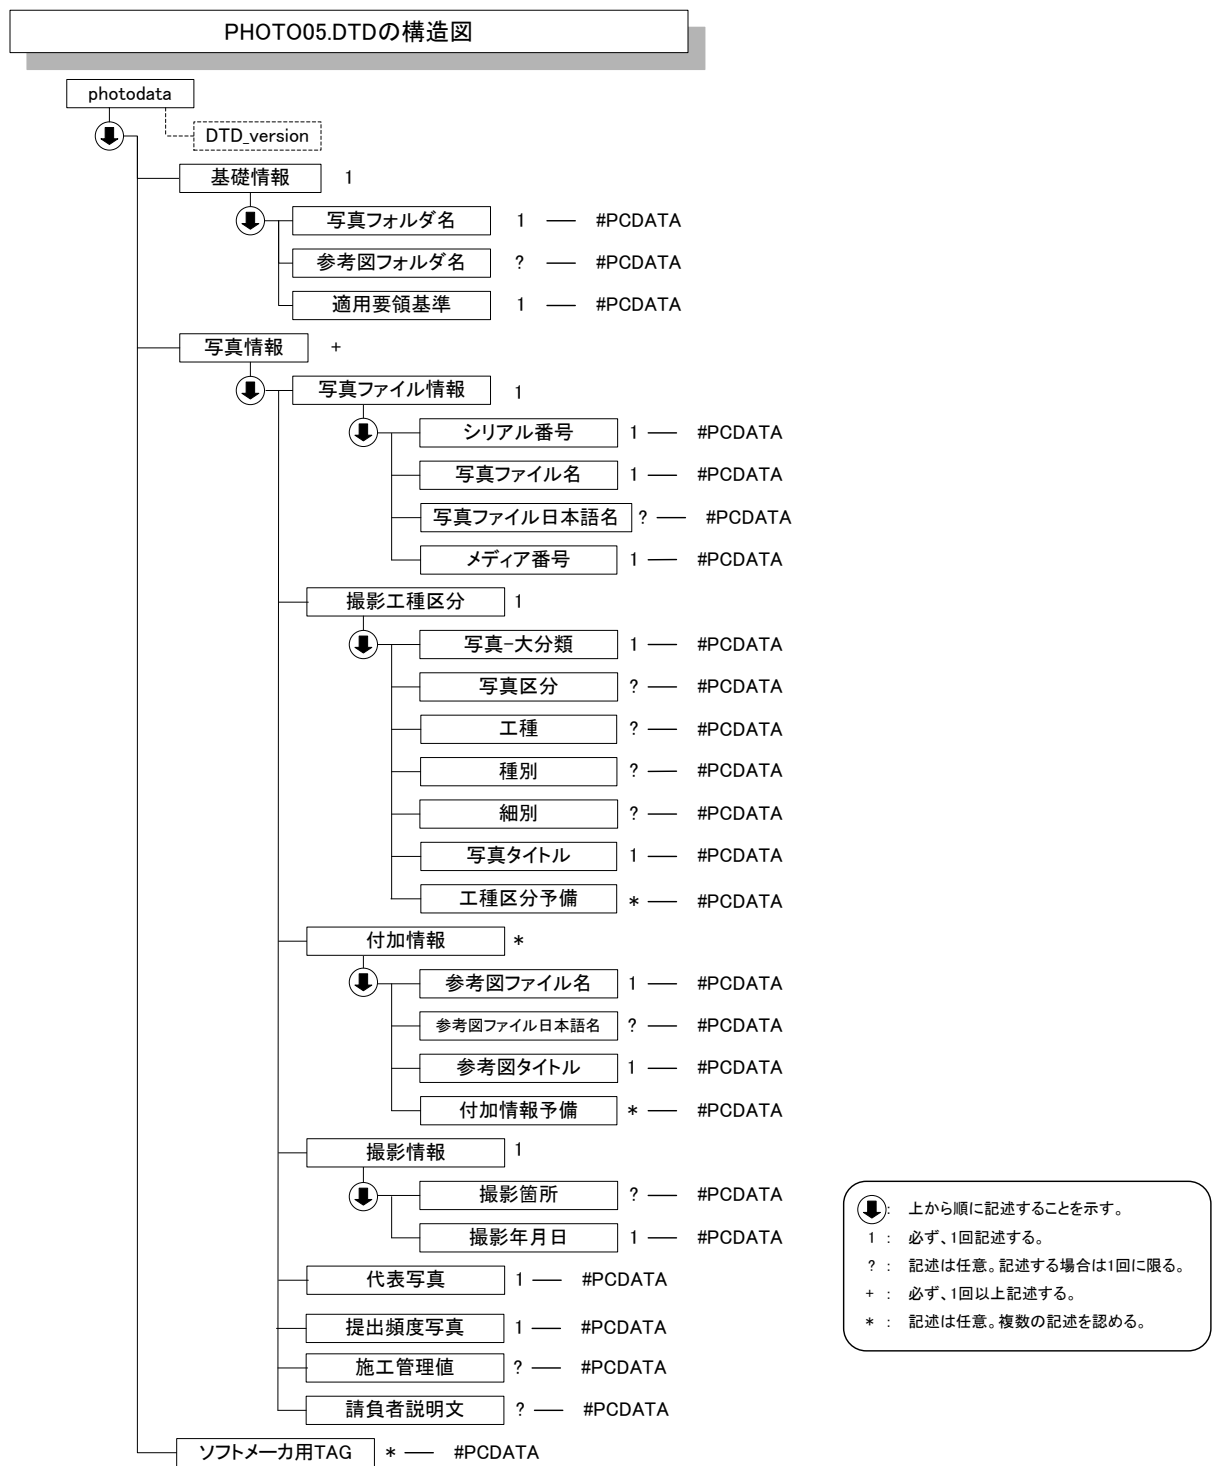 PHOTO05.DTDの構造図
photodata
DTD_version
基礎情報 1
写真フォルダ名 1 — #PCDATA
参考図フォルダ名 ? — #PCDATA
適用要領基準 1 — #PCDATA
写真情報 +
写真ファイル情報 1
シリアル番号 1 — #PCDATA
写真ファイル名 1 — #PCDATA
写真ファイル日本語名 ? — #PCDATA
メディア番号 1 — #PCDATA
撮影工種区分 1
写真-大分類 1 — #PCDATA
写真区分 ? — #PCDATA
工種 ? — #PCDATA
種別 ? — #PCDATA
細別 ? — #PCDATA
写真タイトル 1 — #PCDATA
工種区分予備 * — #PCDATA
付加情報 *
参考図ファイル名 1 — #PCDATA
参考図ファイル日本語名 ? — #PCDATA
参考図タイトル 1 — #PCDATA
付加情報予備 * — #PCDATA
撮影情報 1
撮影箇所 ? — #PCDATA
撮影年月日 1 — #PCDATA
代表写真 1 — #PCDATA
提出頻度写真 1 — #PCDATA
施工管理値 ? — #PCDATA
請負者説明文 ? — #PCDATA
ソフトメーカ用TAG * — #PCDATA
: 上から順に記述することを示す。
1 : 必ず、1回記述する。
? : 記述は任意。記述する場合は1回に限る。
+ : 必ず、1回以上記述する。
* : 記述は任意。複数の記述を認める。